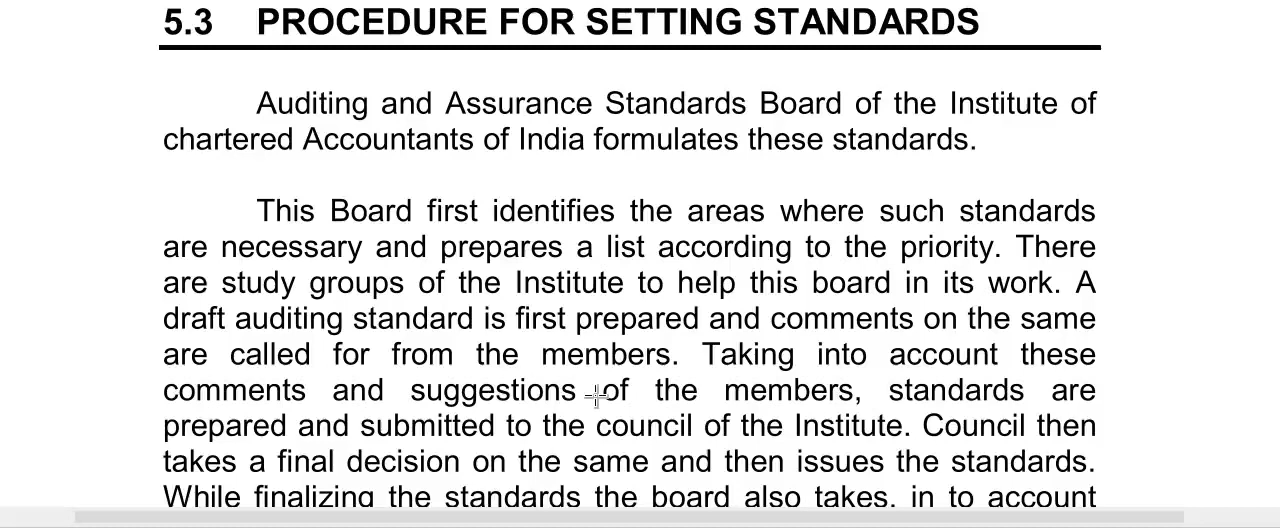 5.3 PROCEDURE FOR SETTING STANDARDS
Auditing and Assurance Standards Board of the Institute of
chartered Accountants of India formulates these standards.
This Board first identifies the areas where such standards
are necessary and prepares a list according to the priority. There
are study groups of the Institute to help this board in its work. A
draft auditing standard is first prepared and comments on the same
are called for from the members. Taking into account these
comments and suggestions of the members, standards are
prepared and submitted to the council of the Institute. Council then
takes a final decision on the same and then issues the standards.
While finalizing the standards the board also takes, in to account